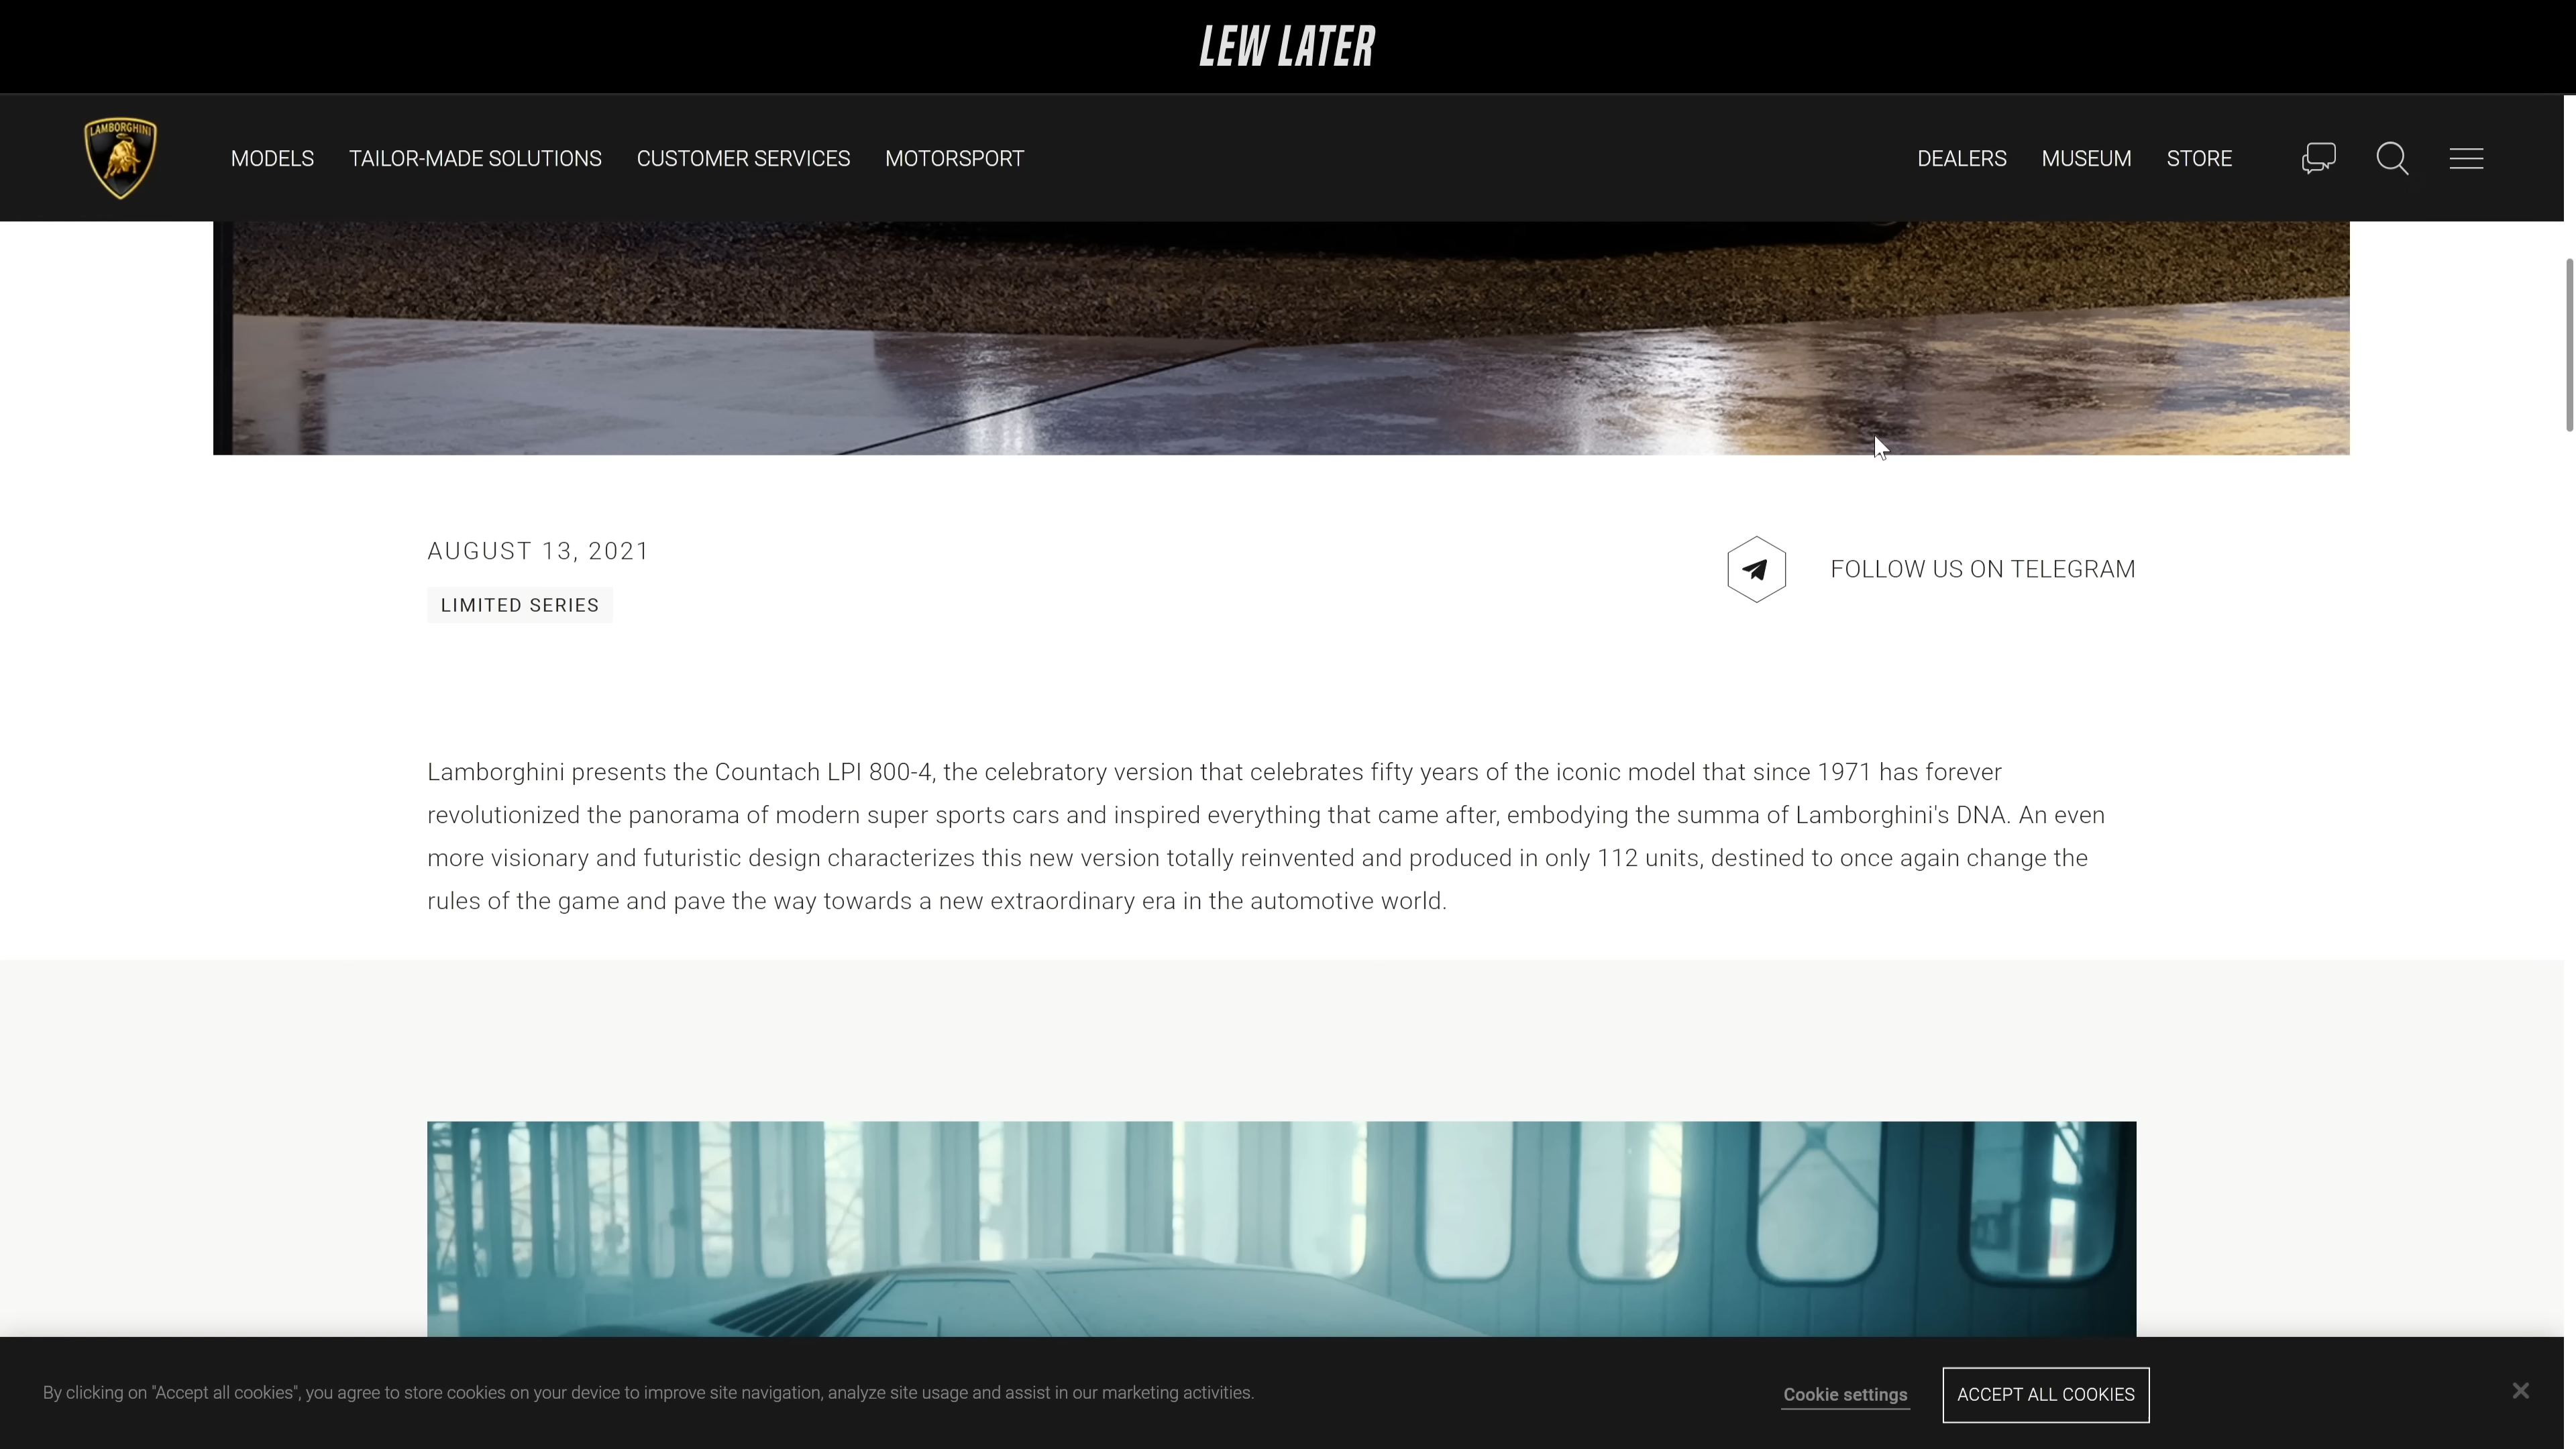 LEW LATER
LAMBORGHINI
MODELS TAILOR-MADE SOLUTIONS CUSTOMER SERVICES MOTORSPORT DEALERS MUSEUM STORE
AUGUST 13, 2021
LIMITED SERIES
FOLLOW US ON TELEGRAM
Lamborghini presents the Countach LPI 800-4, the celebratory version that celebrates fifty years of the iconic model that since 1971 has forever
revolutionized the panorama of modern super sports cars and inspired everything that came after, embodying the summa of Lamborghini's DNA. An even
more visionary and futuristic design characterizes this new version totally reinvented and produced in only 112 units, destined to once again change the
rules of the game and pave the way towards a new extraordinary era in the automotive world.
By clicking on "Accept all cookies", you agree to store cookies on your device to improve site navigation, analyze site usage and assist in our marketing activities.
Cookie settings
ACCEPT ALL COOKIES